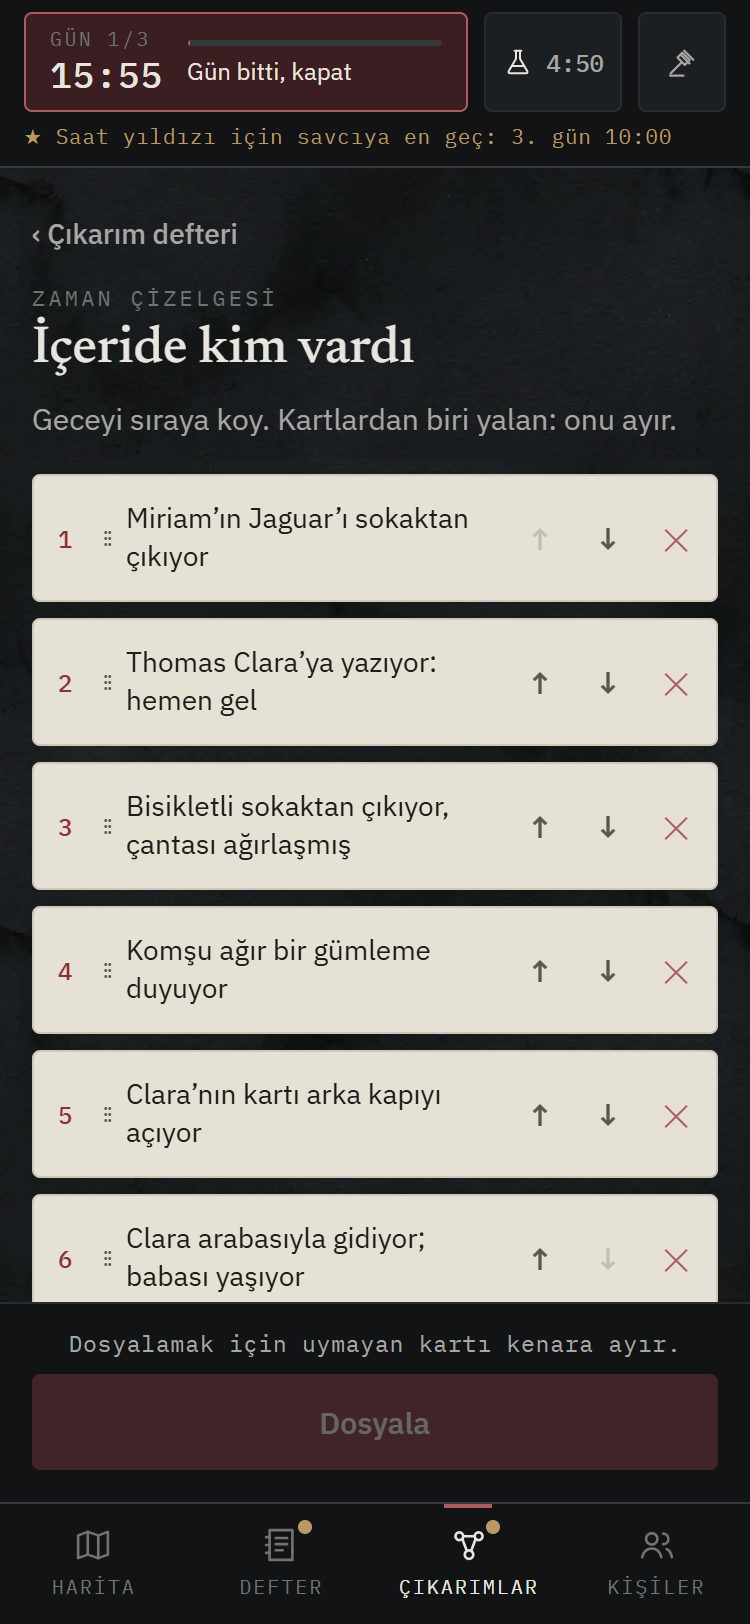 GÜN 1/3
15:55
Gün bitti, kapat
4:50
★ Saat yıldızı için savcıya en geç: 3. gün 10:00
‹ Çıkarım defteri
ZAMAN ÇİZELGESİ
İçeride kim vardı
Geceyi sıraya koy. Kartlardan biri yalan: onu ayır.
1 Miriam’ın Jaguar’ı sokaktan
çıkıyor
2 Thomas Clara’ya yazıyor:
hemen gel
3 Bisikletli sokaktan çıkıyor,
çantası ağırlaşmış
4 Komşu ağır bir gümleme
duyuyor
5 Clara’nın kartı arka kapıyı
açıyor
6 Clara arabasıyla gidiyor;
babası yaşıyor
Dosyalamak için uymayan kartı kenara ayır.
Dosyala
HARİTA
DEFTER
ÇIKARIMLAR
KİŞİLER